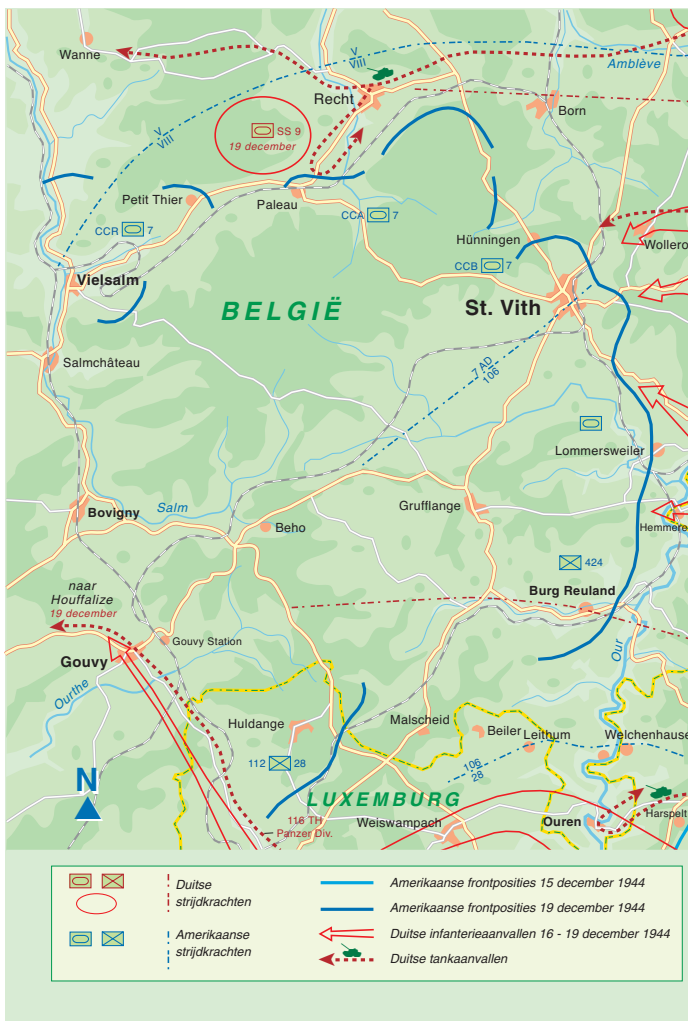 Wanne
V
VIII
Amblève
Recht
Born
V
VIII
SS 9
19 december
Petit Thier
Paleau
CCR 7
CCA 7
Hünningen
Wollero
CCB 7
Vielsalm
BELGIË
St. Vith
Salmchâteau
7 AD
106
Lommersweiler
Bovigny
Salm
Grufflange
Beho
Hemmere
424
naar
Houffalize
19 december
Burg Reuland
Gouvy Station
Gouvy
Our
Ourthe
Huldange
Malscheid
Beiler
Leithum
Welchenhause
112 28
106
28
N
LUXEMBURG
116 TH
Panzer Div.
Weiswampach
Ouren
Harspelt
Duitse
strijdkrachten
Amerikaanse
strijdkrachten
Amerikaanse frontposities 15 december 1944
Amerikaanse frontposities 19 december 1944
Duitse infanterieaanvallen 16 - 19 december 1944
Duitse tankaanvallen